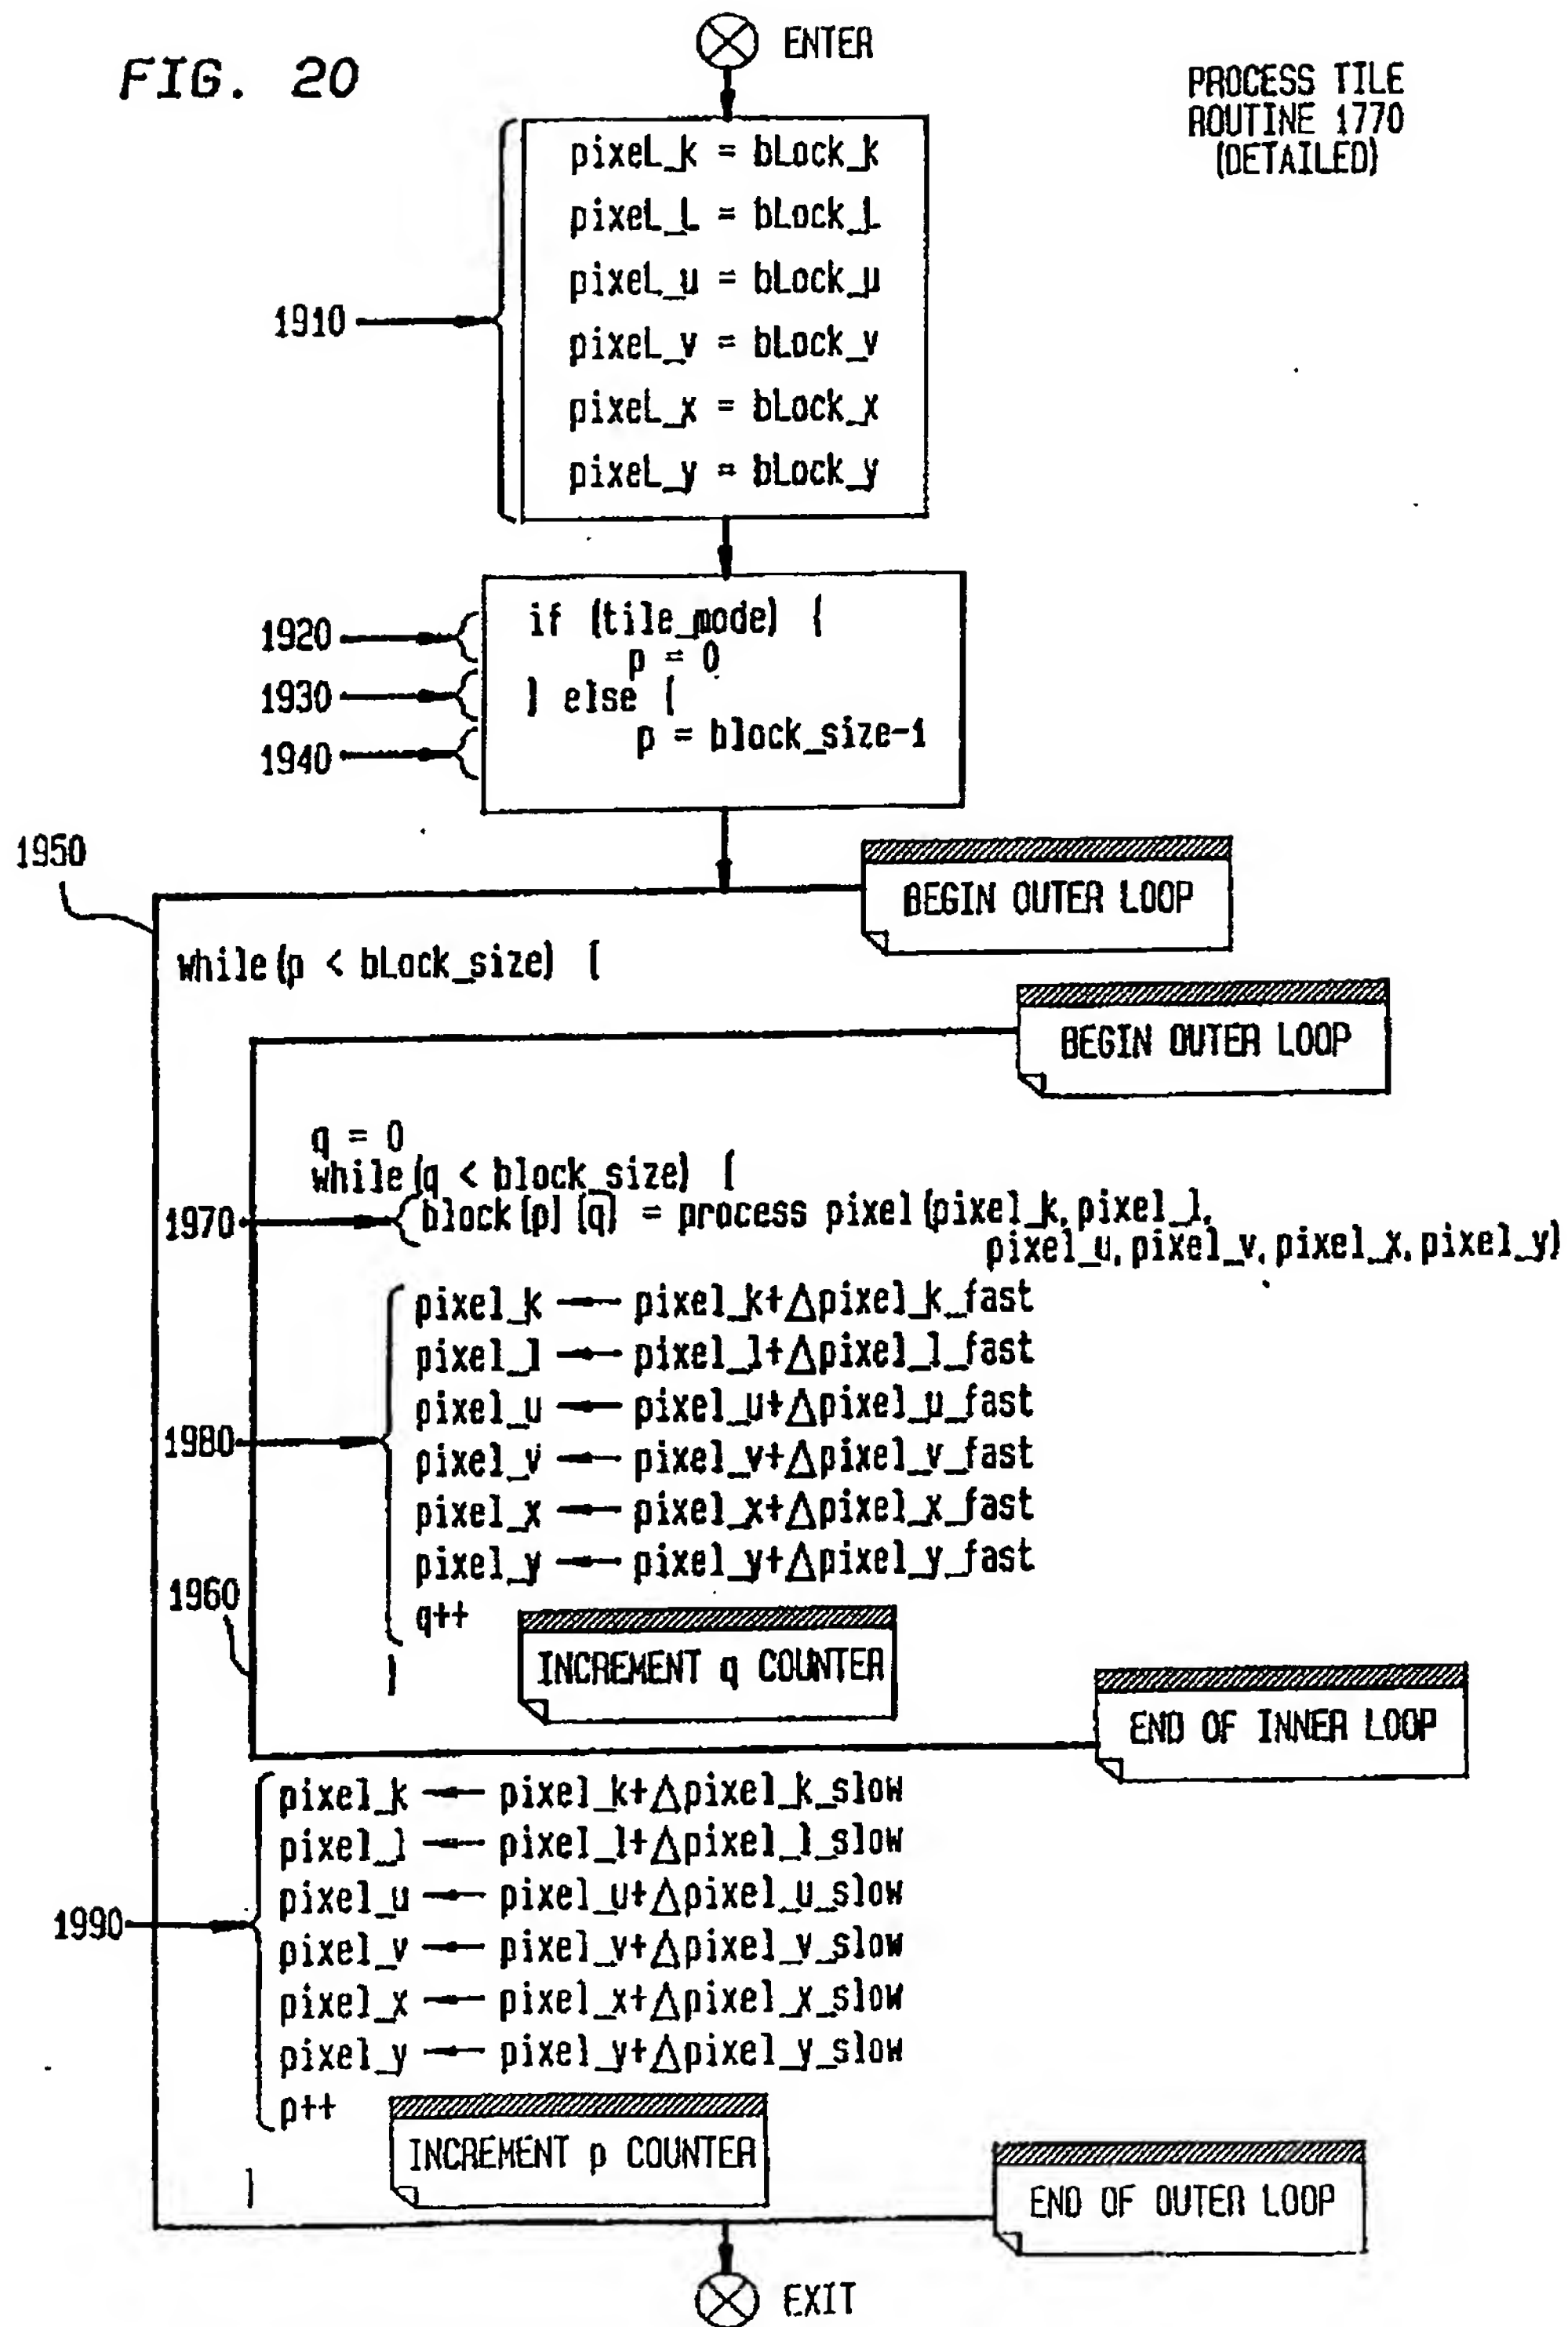 FIG. 20
ENTER
PROCESS TILE
ROUTINE 1770
(DETAILED)
pixeL_k = bLock_k
pixeL_L = bLock_L
pixeL_u = bLock_u
pixeL_v = bLock_v
pixeL_x = bLock_x
pixeL_y = bLock_y
1910
1920
if (tile_mode) {
p = 0
1930
} else {
1940
p = block_size-1
1950
BEGIN OUTER LOOP
while (p < bLock_size) {
BEGIN OUTER LOOP
q = 0
while (q < block_size) {
1970
block (p) (q) = process pixel (pixel_k, pixel_l,
pixel_u, pixel_v, pixel_x, pixel_y)
1980
pixel_k ← pixel_k+Δpixel_k_fast
pixel_l ← pixel_l+Δpixel_l_fast
pixel_u ← pixel_u+Δpixel_u_fast
pixel_v ← pixel_v+Δpixel_v_fast
pixel_x ← pixel_x+Δpixel_x_fast
pixel_y ← pixel_y+Δpixel_y_fast
1960
q++
INCREMENT q COUNTER
}
END OF INNER LOOP
1990
pixel_k ← pixel_k+Δpixel_k_slow
pixel_l ← pixel_l+Δpixel_l_slow
pixel_u ← pixel_u+Δpixel_u_slow
pixel_v ← pixel_v+Δpixel_v_slow
pixel_x ← pixel_x+Δpixel_x_slow
pixel_y ← pixel_y+Δpixel_y_slow
p++
INCREMENT p COUNTER
}
END OF OUTER LOOP
EXIT